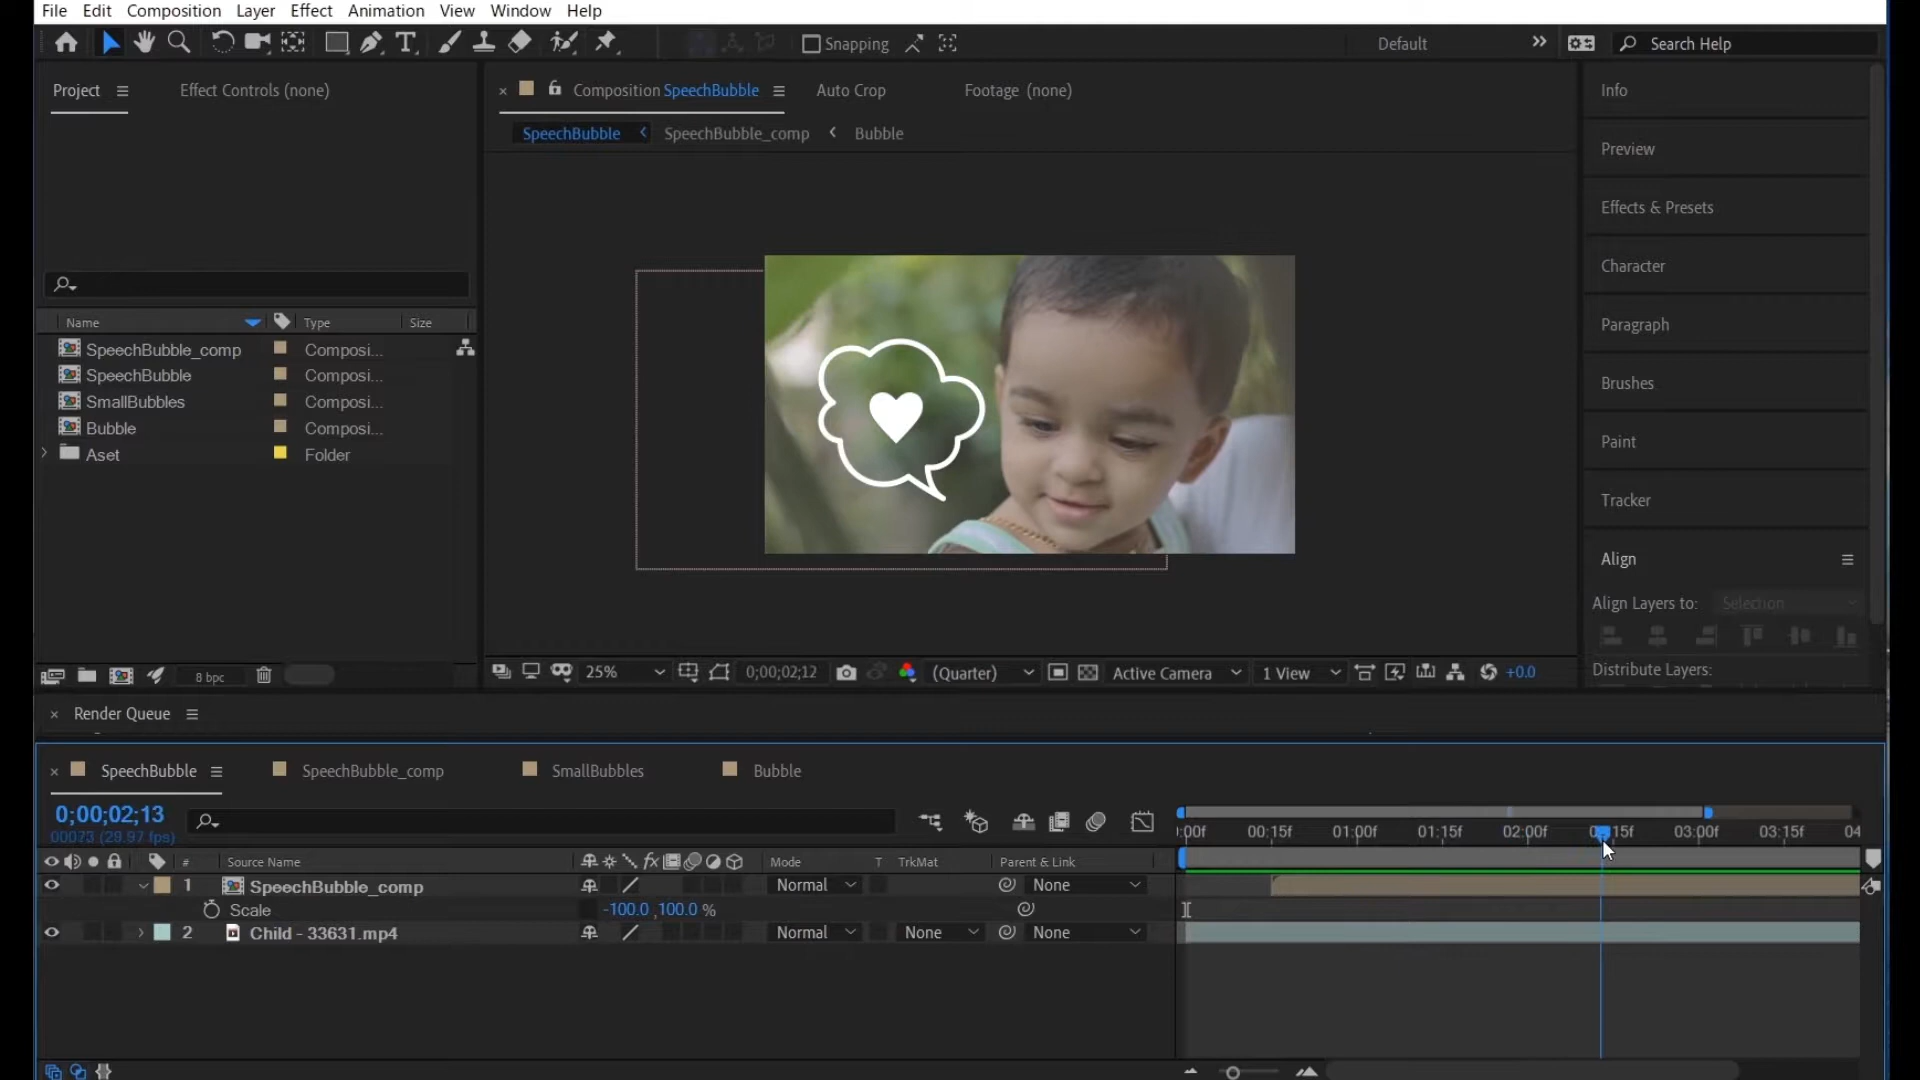 File Edit Composition Layer Effect Animation View Window Help
Snapping Default Search Help
Project Effect Controls (none)
Composition SpeechBubble Auto Crop Footage (none)
SpeechBubble SpeechBubble_comp Bubble
Name Type Size
SpeechBubble_comp Composi...
SpeechBubble Composi...
SmallBubbles Composi...
Bubble Composi...
Aset Folder
Info
Preview
Effects & Presets
Character
Paragraph
Brushes
Paint
Tracker
Align
Align Layers to: Selection
Distribute Layers:
8 bpc
25% 0;00;02;12 (Quarter) Active Camera 1 View +0.0
Render Queue
SpeechBubble SpeechBubble_comp SmallBubbles Bubble
0;00;02;13
00073 (29.97 fps)
:00f 00:15f 01:00f 01:15f 02:00f 15f 03:00f 03:15f 04
# Source Name fx Mode T TrkMat Parent & Link
1 SpeechBubble_comp Normal None
Scale -100.0 ,100.0 %
2 Child - 33631.mp4 Normal None None